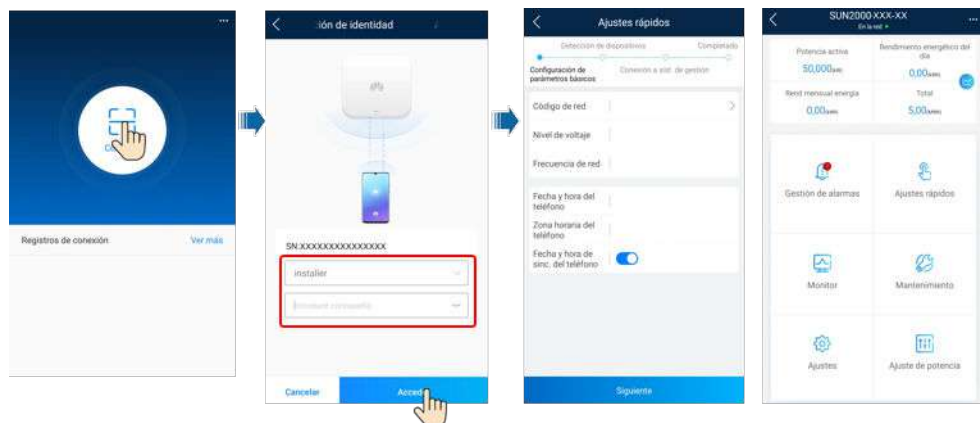 Registros de conexión
Ver más
ión de identidad
SN:XXXXXXXXXXXXXXX
installer
Cancelar
Acced
Ajustes rápidos
Detección de dispositivos
Completado
Configuración de
parámetros básicos
Conexión a sist. de gestión
Código de red
Nivel de voltaje
Frecuencia de red
Fecha y hora del
teléfono
Zona horaria del
teléfono
Fecha y hora de
sinc. del teléfono
Siguiente
SUN2000-XXX-XX
En la red
Potencia activa
50,000
Rendimiento energético del
día
0,00
Rend mensual energía
0,00
Total
5,00
Gestión de alarmas
Ajustes rápidos
Monitor
Mantenimiento
Ajustes
Ajuste de potencia